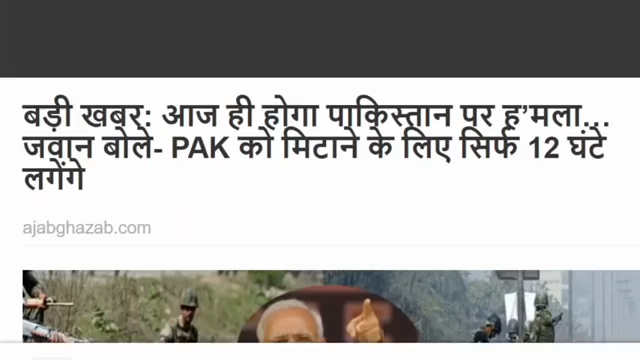 बड़ी खबर: आज ही होगा पाकिस्तान पर ह’मला…
जवान बोले- PAK को मिटाने के लिए सिर्फ 12 घंटे
लगेंगे
ajabghazab.com